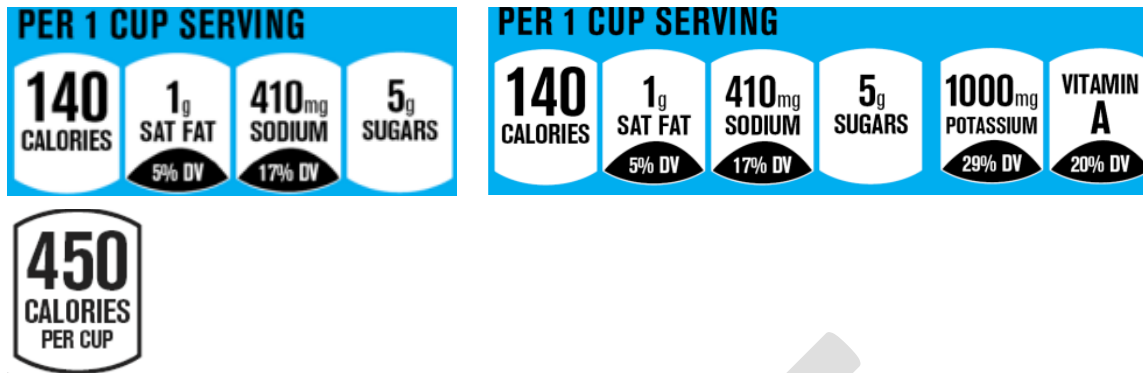 PER 1 CUP SERVING
140
CALORIES
1g
SAT FAT
5% DV
410mg
SODIUM
17% DV
5g
SUGARS
PER 1 CUP SERVING
140
CALORIES
1g
SAT FAT
5% DV
410mg
SODIUM
17% DV
5g
SUGARS
1000mg
POTASSIUM
29% DV
VITAMIN
A
20% DV
450
CALORIES
PER CUP